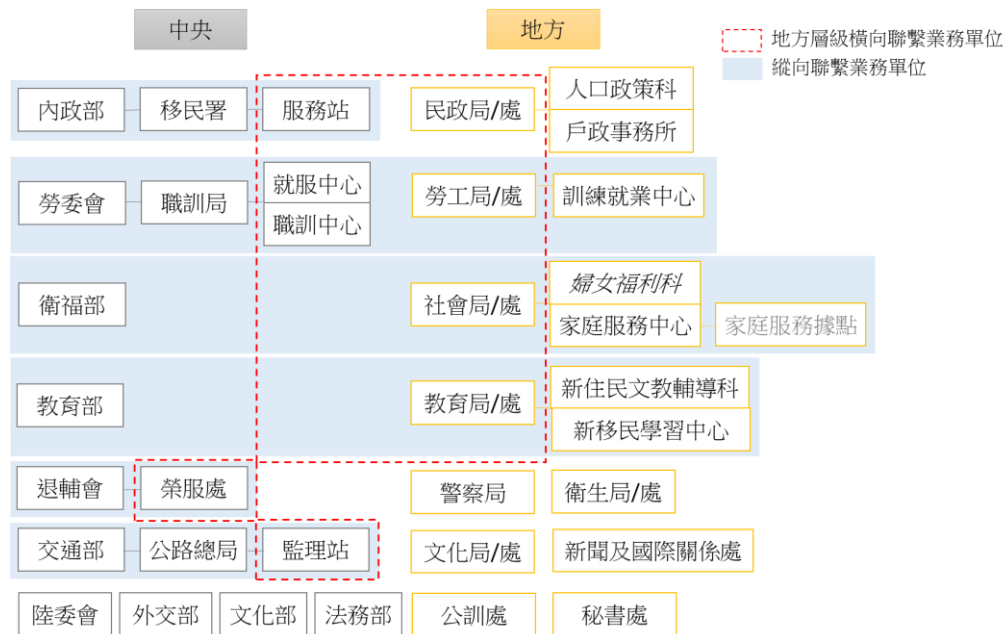 中央
地方
地方層級橫向聯繫業務單位
縱向聯繫業務單位
內政部
移民署
服務站
民政局/處
人口政策科
戶政事務所
勞委會
職訓局
就服中心
職訓中心
勞工局/處
訓練就業中心
衛福部
社會局/處
婦女福利科
家庭服務中心
家庭服務據點
教育部
教育局/處
新住民文教輔導科
新移民學習中心
退輔會
榮服處
警察局
衛生局/處
交通部
公路總局
監理站
文化局/處
新聞及國際關係處
陸委會
外交部
文化部
法務部
公訓處
秘書處